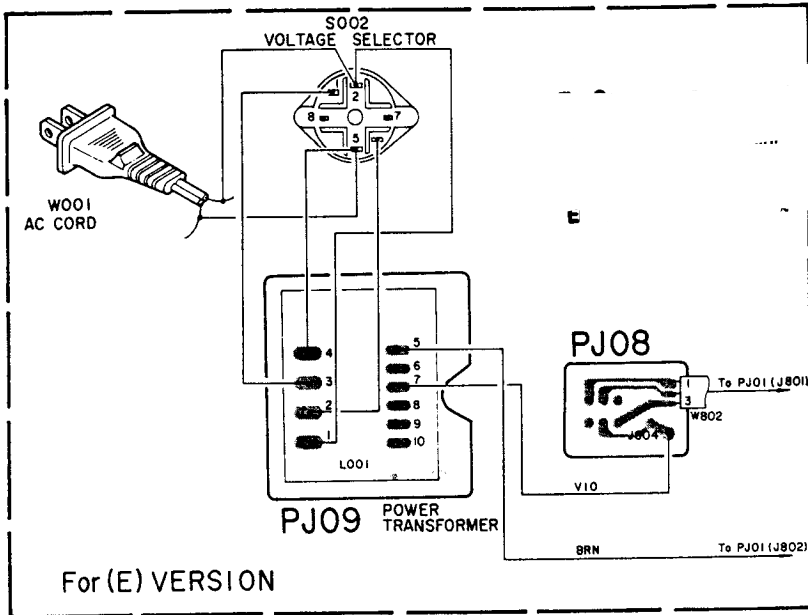 S002
VOLTAGE SELECTOR
1
2
8
7
5
W001
AC CORD
4
3
2
1
5
6
7
8
9
10
L001
PJ09
POWER
TRANSFORMER
PJ08
1
3
To PJ01 (J801)
W802
J804
VIO
BRN
To PJ01 (J802)
For (E) VERSION